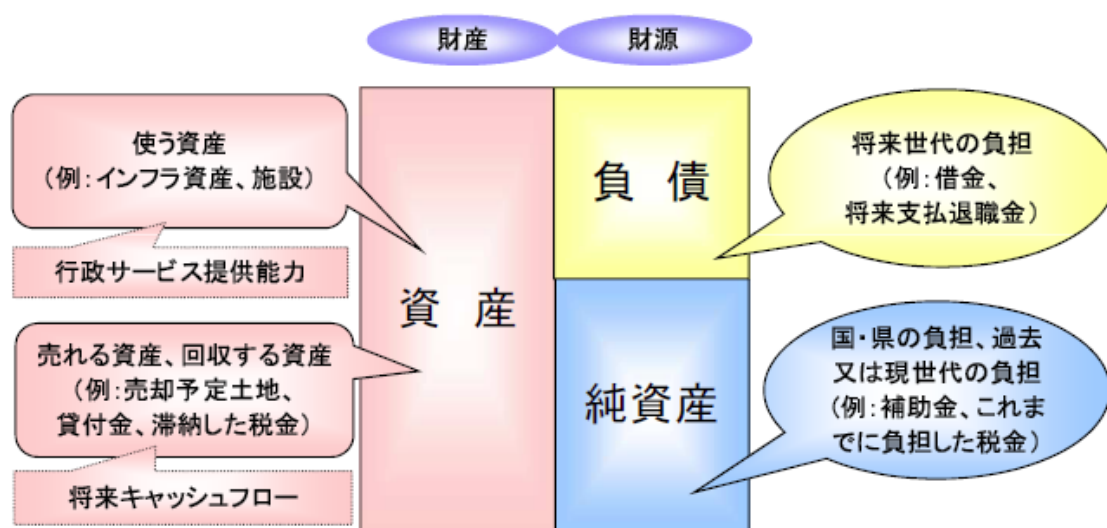 財産
財源
使う資産
（例：インフラ資産、施設）
行政サービス提供能力
売れる資産、回収する資産
（例：売却予定土地、
貸付金、滞納した税金）
将来キャッシュフロー
資産
負債
純資産
将来世代の負担
（例：借金、
将来支払退職金）
国・県の負担、過去
又は現世代の負担
（例：補助金、これま
でに負担した税金）